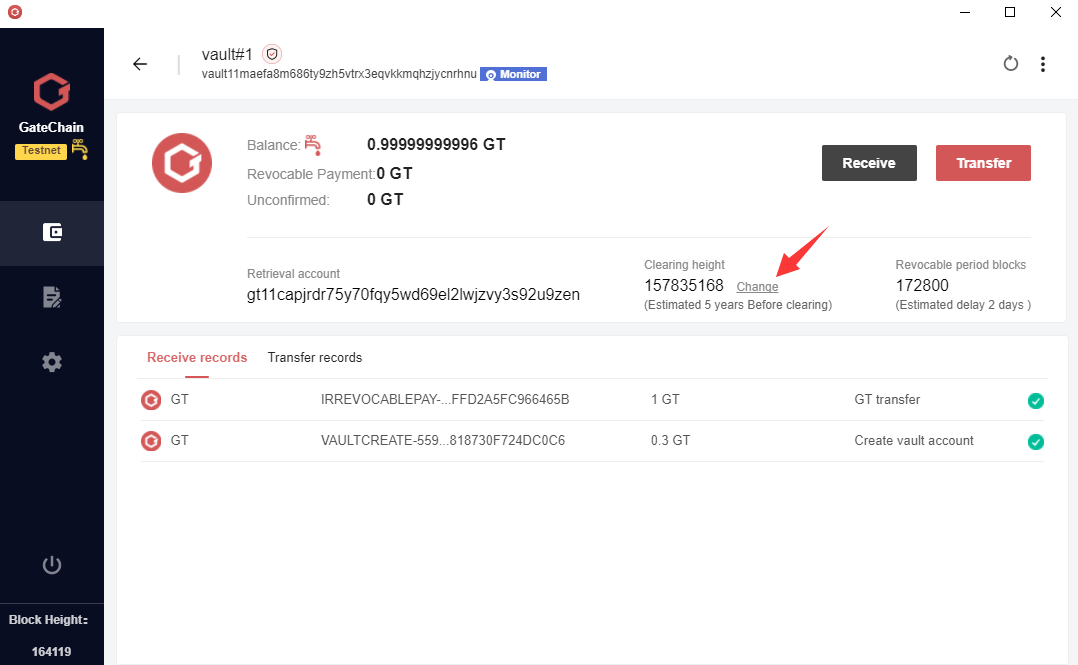 vault#1
vault11maefa8m686ty9zh5vtrx3eqvkkmqhzjycnrhnu Monitor
GateChain
Testnet
Balance: 0.99999999996 GT
Revocable Payment: 0 GT
Unconfirmed: 0 GT
Receive
Transfer
Retrieval account
gt11capjrdr75y70fqy5wd69el2lwjzvy3s92u9zen
Clearing height
157835168 Change
(Estimated 5 years Before clearing)
Revocable period blocks
172800
(Estimated delay 2 days )
Receive records Transfer records
GT IRREVOCABLEPAY-...FFD2A5FC966465B 1 GT GT transfer
GT VAULTCREATE-559...818730F724DC0C6 0.3 GT Create vault account
Block Height:
164119